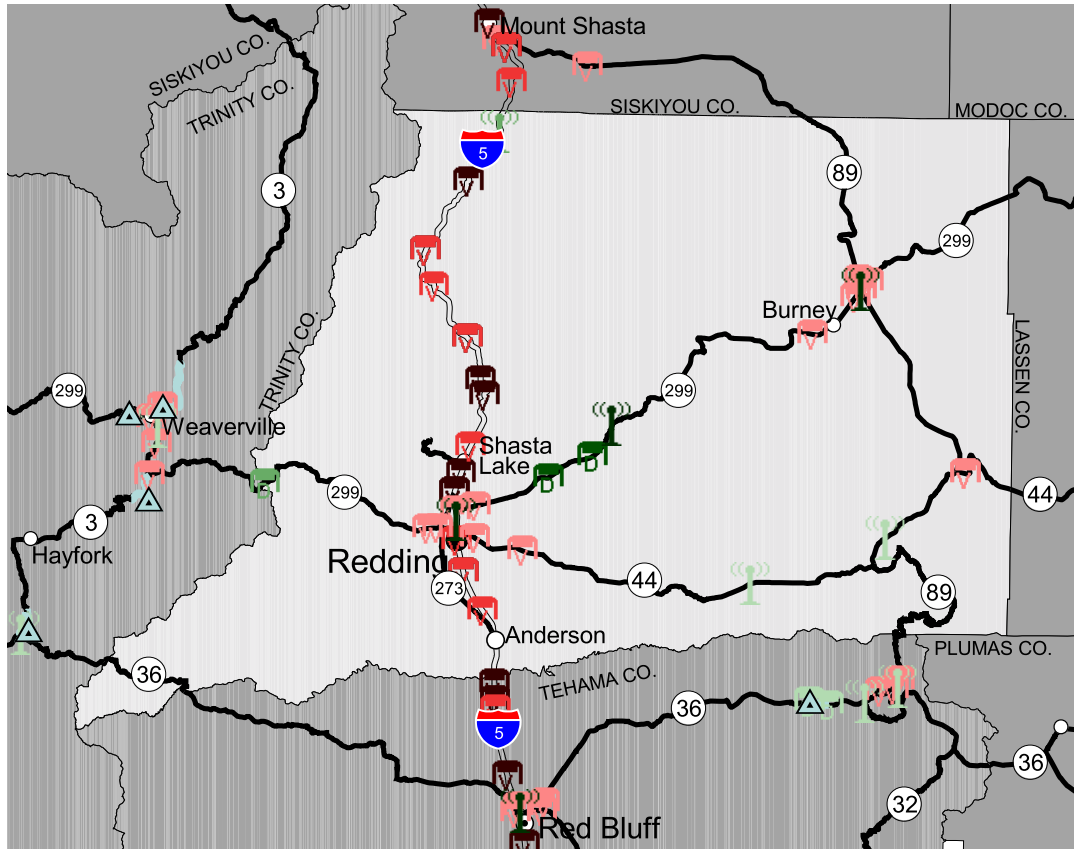 Mount Shasta
SISKIYOU CO.
TRINITY CO.
SISKIYOU CO.
MODOC CO.
5
3
89
299
Burney
LASSEN CO.
TRINITY CO.
299
299
Weaverville
Shasta
Lake
D
D
D
299
44
3
Hayfork
Redding
273
44
89
Anderson
PLUMAS CO.
36
TEHAMA CO.
36
D
5
36
32
Red Bluff